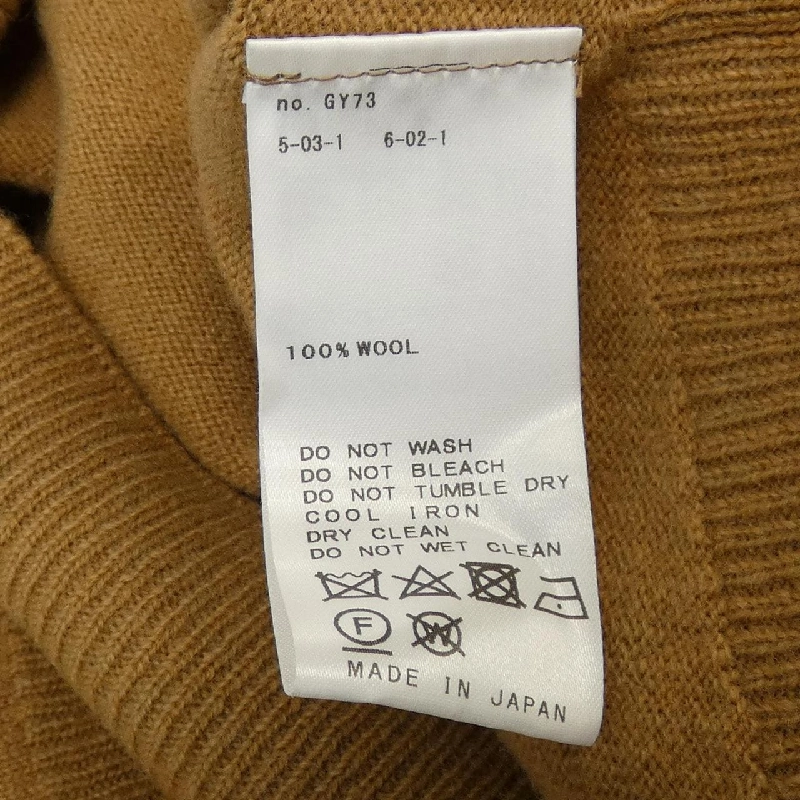 no. GY73
5-03-1 6-02-1
100% WOOL
DO NOT WASH
DO NOT BLEACH
DO NOT TUMBLE DRY
COOL IRON
DRY CLEAN
DO NOT WET CLEAN
F W
MADE IN JAPAN